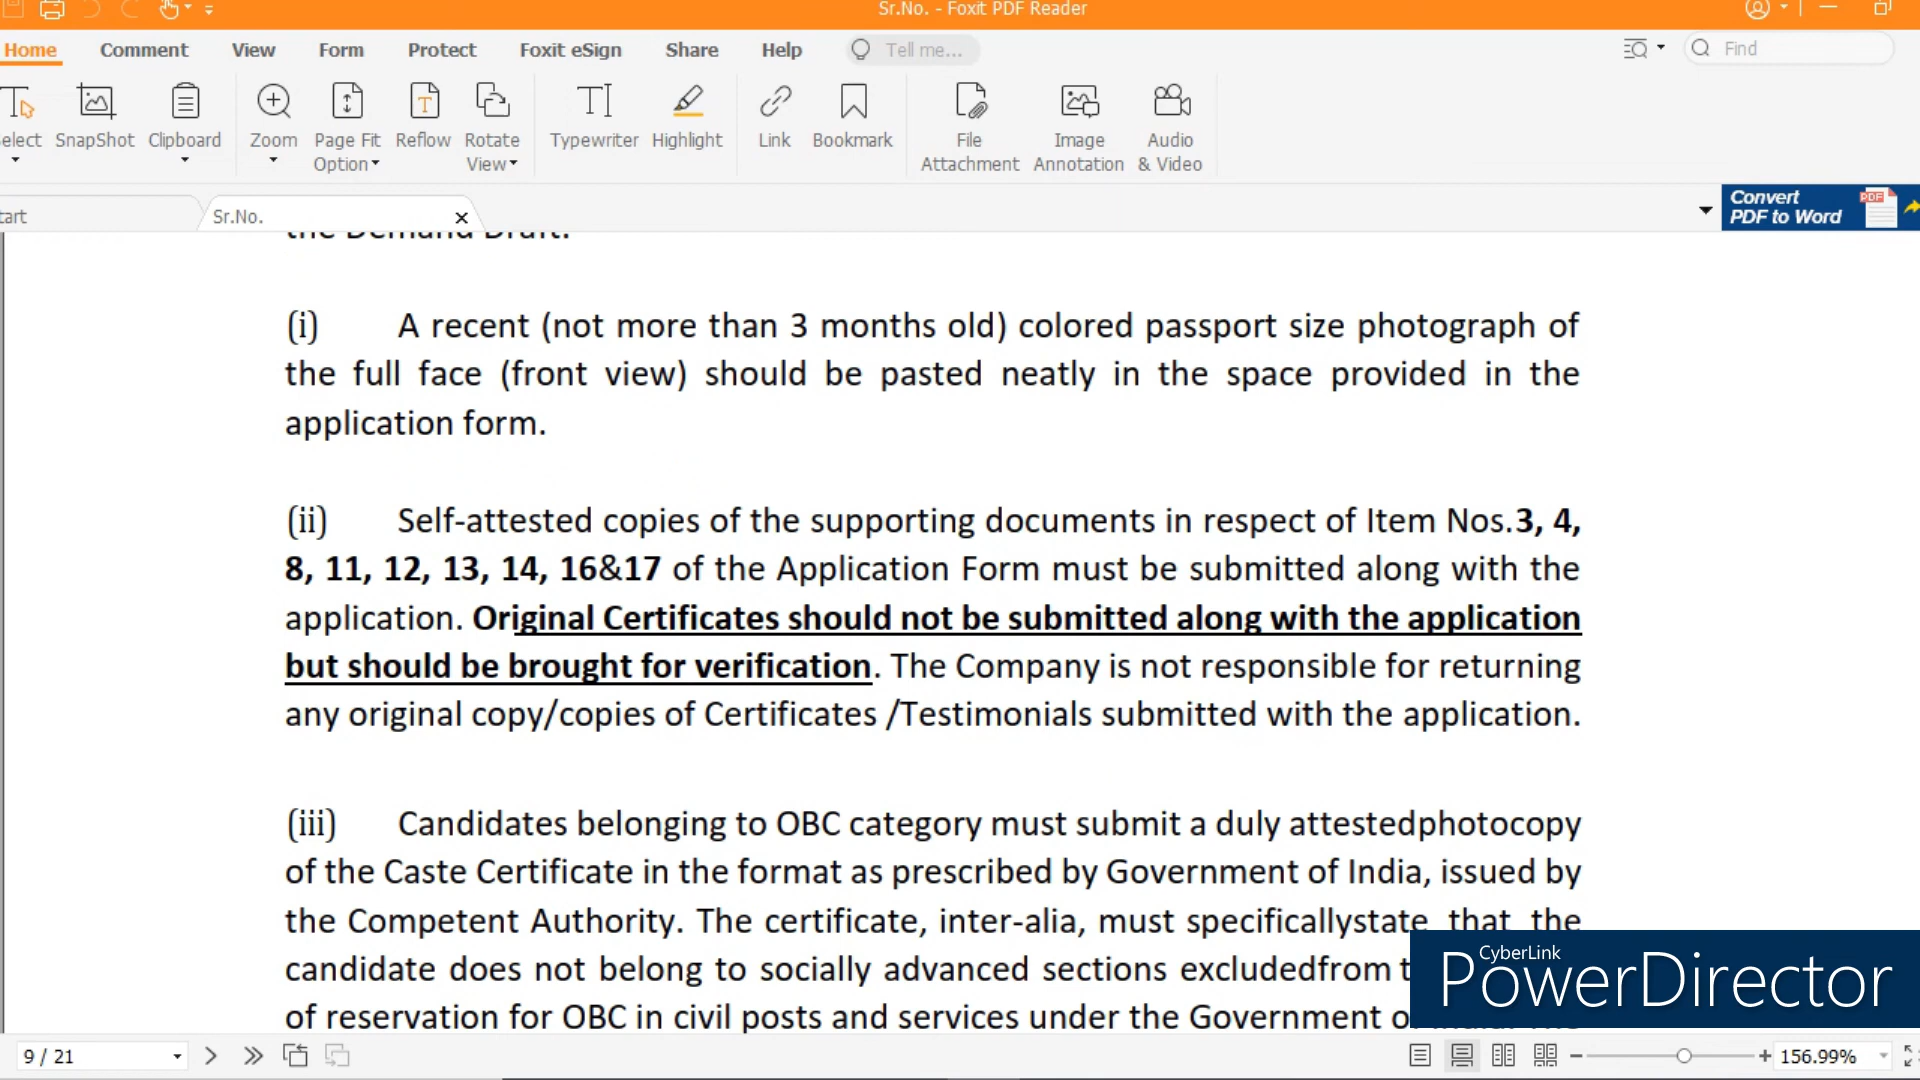 Sr.No. - Foxit PDF Reader
Home Comment View Form Protect Foxit eSign Share Help Tell me... Find
elect SnapShot Clipboard Zoom Page Fit Option Reflow Rotate View Typewriter Highlight Link Bookmark File Attachment Image Annotation Audio & Video
tart Sr.No. Convert PDF to Word PDF
the Demand Draft.
(i) A recent (not more than 3 months old) colored passport size photograph of
the full face (front view) should be pasted neatly in the space provided in the
application form.
(ii) Self-attested copies of the supporting documents in respect of Item Nos.3, 4,
8, 11, 12, 13, 14, 16&17 of the Application Form must be submitted along with the
application. Original Certificates should not be submitted along with the application
but should be brought for verification. The Company is not responsible for returning
any original copy/copies of Certificates /Testimonials submitted with the application.
(iii) Candidates belonging to OBC category must submit a duly attestedphotocopy
of the Caste Certificate in the format as prescribed by Government of India, issued by
the Competent Authority. The certificate, inter-alia, must specificallystate that the
candidate does not belong to socially advanced sections excludedfrom
of reservation for OBC in civil posts and services under the Government
CyberLink
PowerDirector
9 / 21 156.99%